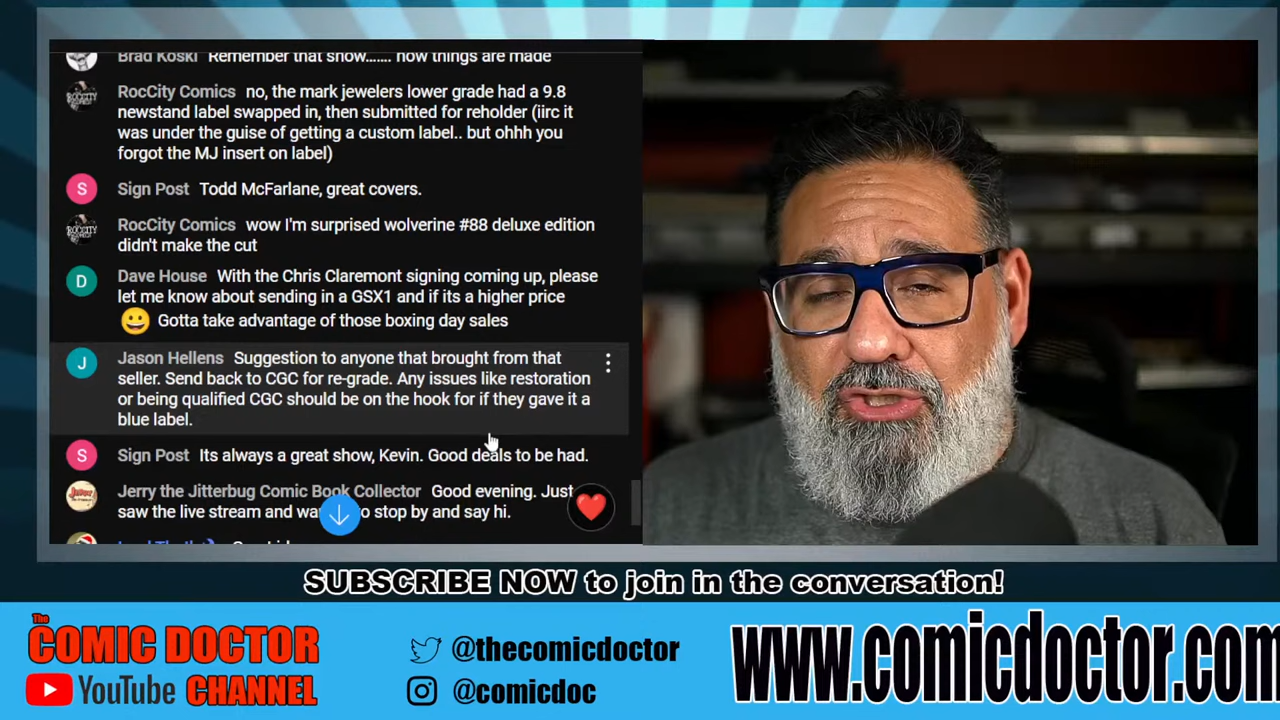 Brad Koski Remember that show....... how things are made
RocCity Comics no, the mark jewelers lower grade had a 9.8
newstand label swapped in, then submitted for reholder (iirc it
was under the guise of getting a custom label.. but ohhh you
forgot the MJ insert on label)
S Sign Post Todd McFarlane, great covers.
RocCity Comics wow I'm surprised wolverine #88 deluxe edition
didn't make the cut
D Dave House With the Chris Claremont signing coming up, please
let me know about sending in a GSX1 and if its a higher price
😀 Gotta take advantage of those boxing day sales
J Jason Hellens Suggestion to anyone that brought from that
seller. Send back to CGC for re-grade. Any issues like restoration
or being qualified CGC should be on the hook for if they gave it a
blue label.
S Sign Post Its always a great show, Kevin. Good deals to be had.
Jerry the Jitterbug Comic Book Collector Good evening. Just
saw the live stream and to stop by and say hi.
SUBSCRIBE NOW to join in the conversation!
The
COMIC DOCTOR
YouTube CHANNEL
@thecomicdoctor
@comicdoc
www.comicdoctor.com